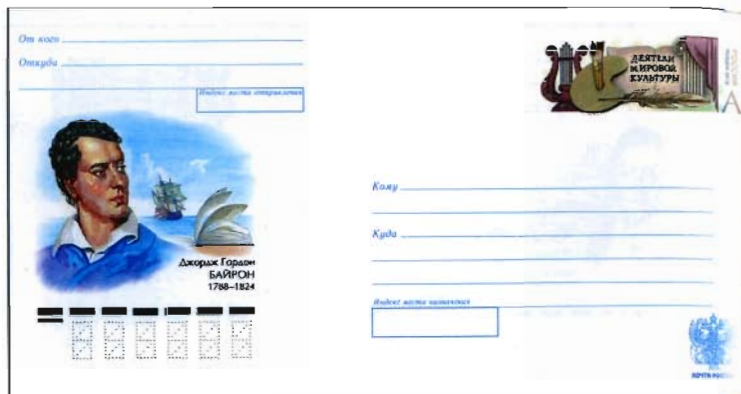 От кого
Откуда
Индекс места отправления
ДЕЯТЕЛИ
МИРОВОЙ
КУЛЬТУРЫ
А
Джордж Гордон
БАЙРОН
1788–1824
Кому
Куда
Индекс места назначения
ПОЧТА